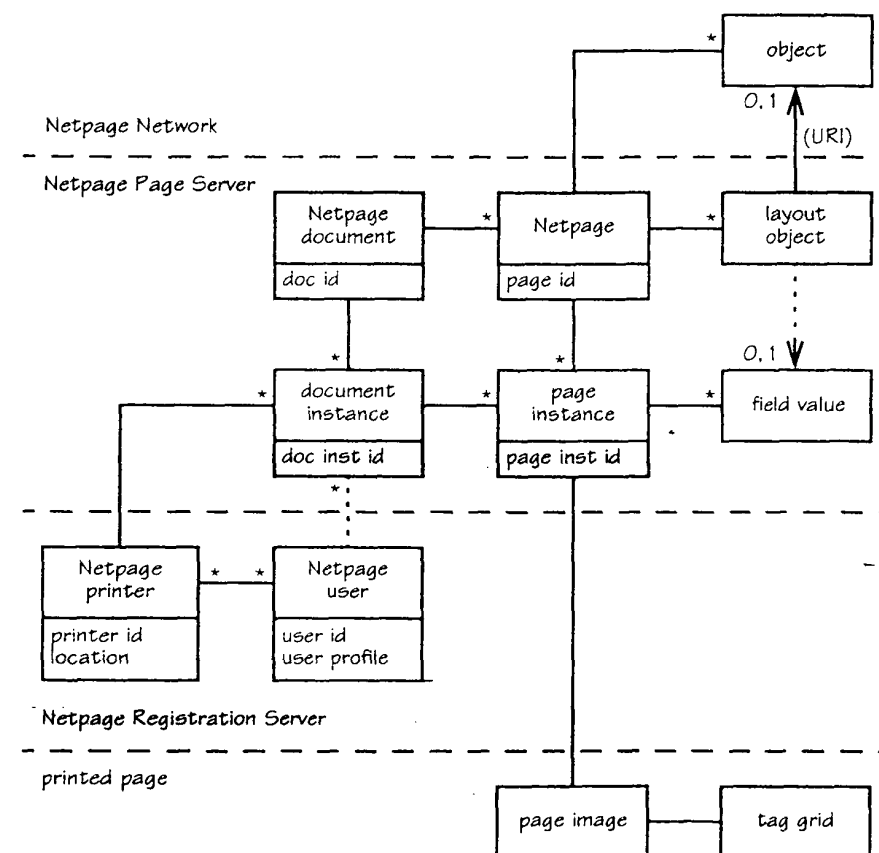 *
object
0,1
(URI)
Netpage Network
Netpage Page Server
Netpage
document
doc id
*
Netpage
page id
*
layout
object
*
*
0,1
*
document
instance
doc inst id
*
page
instance
page inst id
*
field value
*
Netpage
printer
printer id
location
*
*
Netpage
user
user id
user profile
Netpage Registration Server
printed page
page image
tag grid